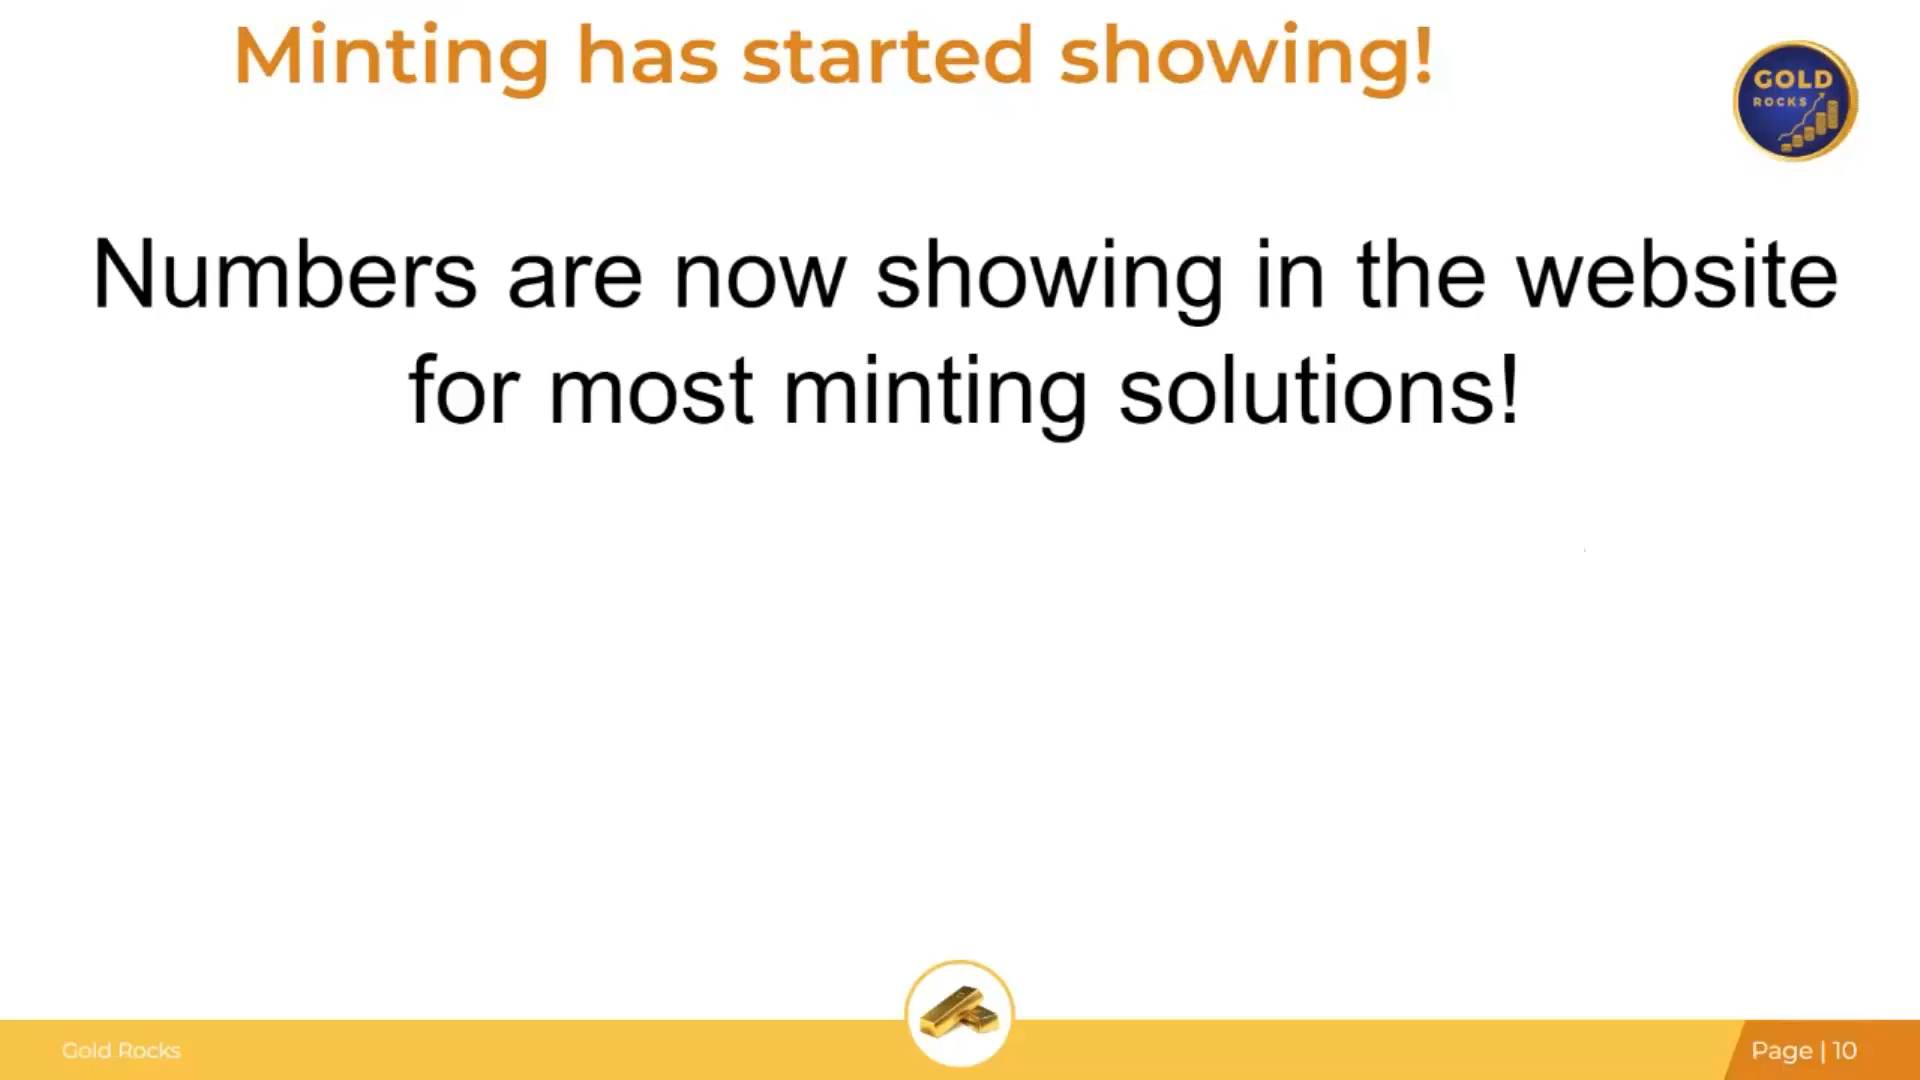 Minting has started showing!
GOLD
ROCKS
Numbers are now showing in the website
for most minting solutions!
Gold Rocks
Page | 10